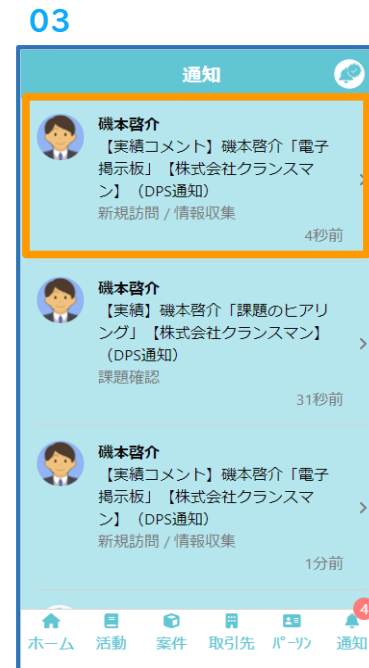 03
通知
磯本啓介
【実績コメント】磯本啓介「電子
掲示板」【株式会社クランスマ
ン】（DPS通知）
新規訪問 / 情報収集
4秒前
磯本啓介
【実績】磯本啓介「課題のヒアリ
ング」【株式会社クランスマン】
（DPS通知）
課題確認
31秒前
磯本啓介
【実績コメント】磯本啓介「電子
掲示板」【株式会社クランスマ
ン】（DPS通知）
新規訪問 / 情報収集
1分前
4
ホーム 活動 案件 取引先 ﾊﾟｰｿﾝ 通知